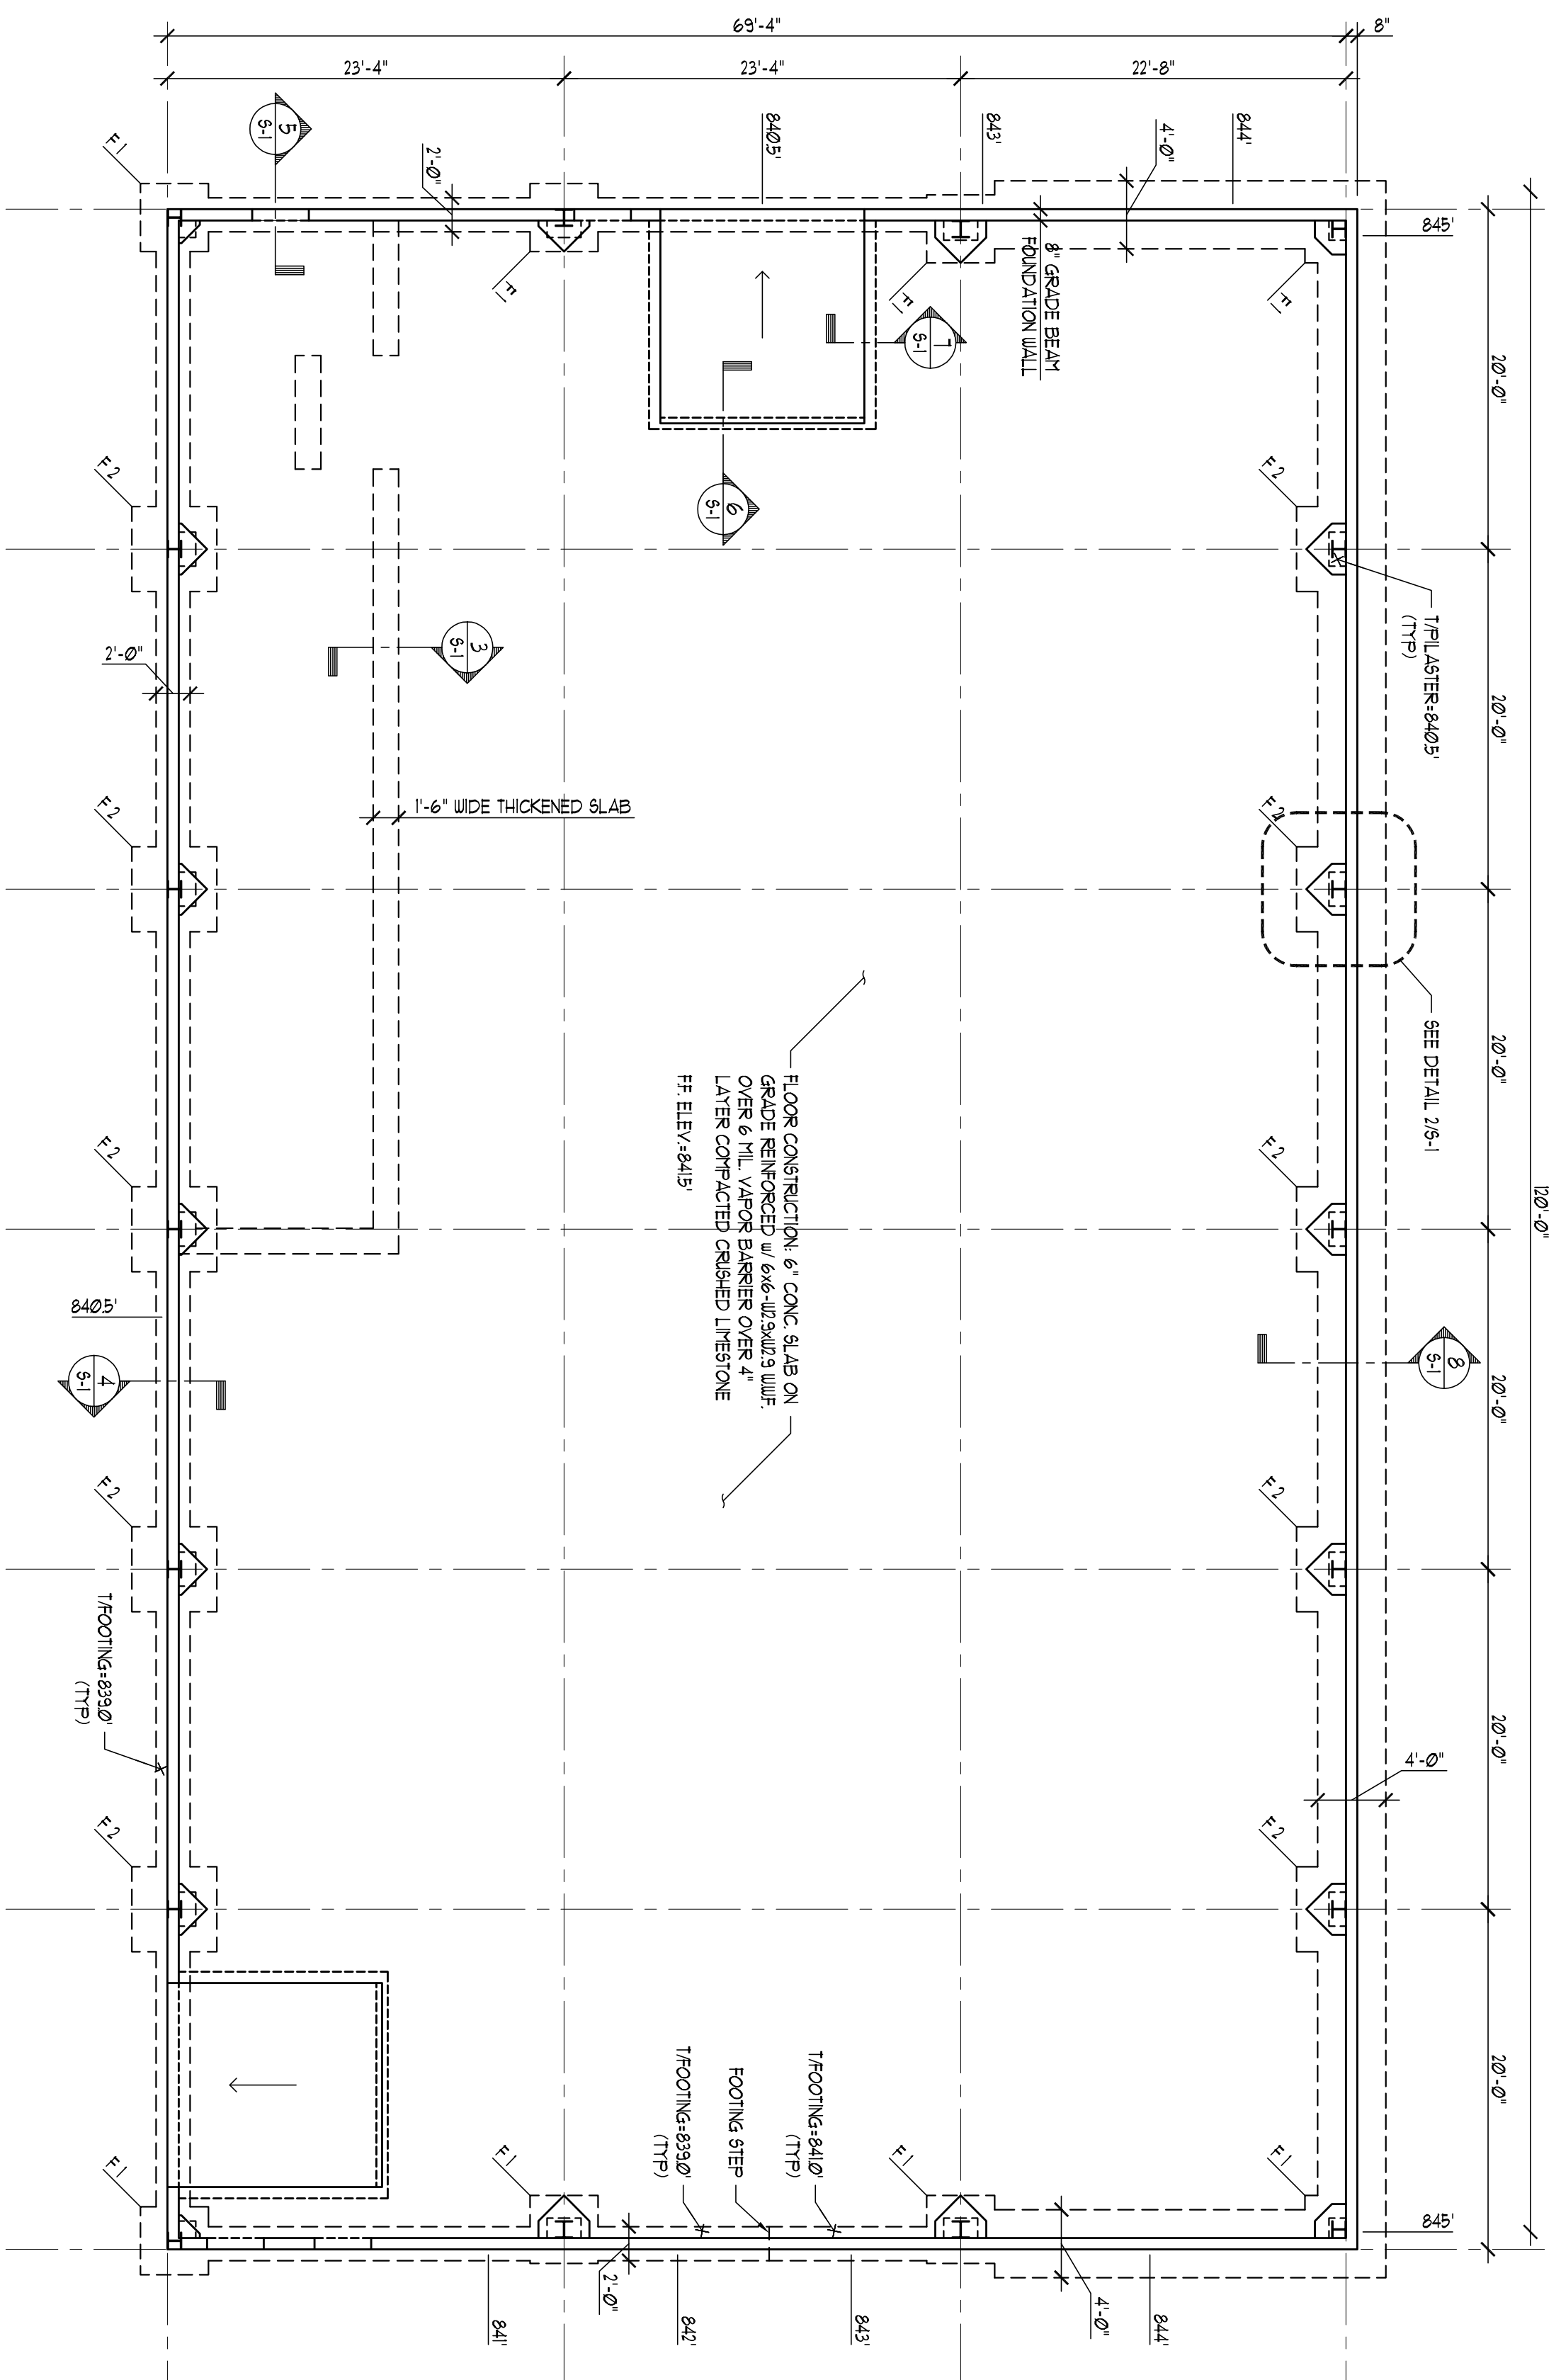 69'-4"
8"
23'-4"
23'-4"
22'-8"
5
S-1
F1
2'-0"
840.5'
843'
4'-0"
844'
845'
8" GRADE BEAM
FOUNDATION WALL
F1
F1
F1
7
S-1
6
S-1
20'-0"
F2
F2
T/PILASTER=840.5'
(TYP)
3
S-1
2'-0"
20'-0"
1'-6" WIDE THICKENED SLAB
F2
F2
SEE DETAIL 2/S-1
20'-0"
FLOOR CONSTRUCTION: 6" CONC. SLAB ON
GRADE REINFORCED w/ 6x6-W2.9xW2.9 W.W.F.
OVER 6 MIL. VAPOR BARRIER OVER 4"
LAYER COMPACTED CRUSHED LIMESTONE
F.F. ELEV.=841.5'
F2
F2
120'-0"
840.5'
4
S-1
8
S-1
20'-0"
F2
F2
T/FOOTING=839.0'
(TYP)
20'-0"
4'-0"
F2
F2
20'-0"
T/FOOTING=841.0'
(TYP)
FOOTING STEP
T/FOOTING=839.0'
(TYP)
F1
F1
F1
F1
845'
2'-0"
4'-0"
841'
842'
843'
844'